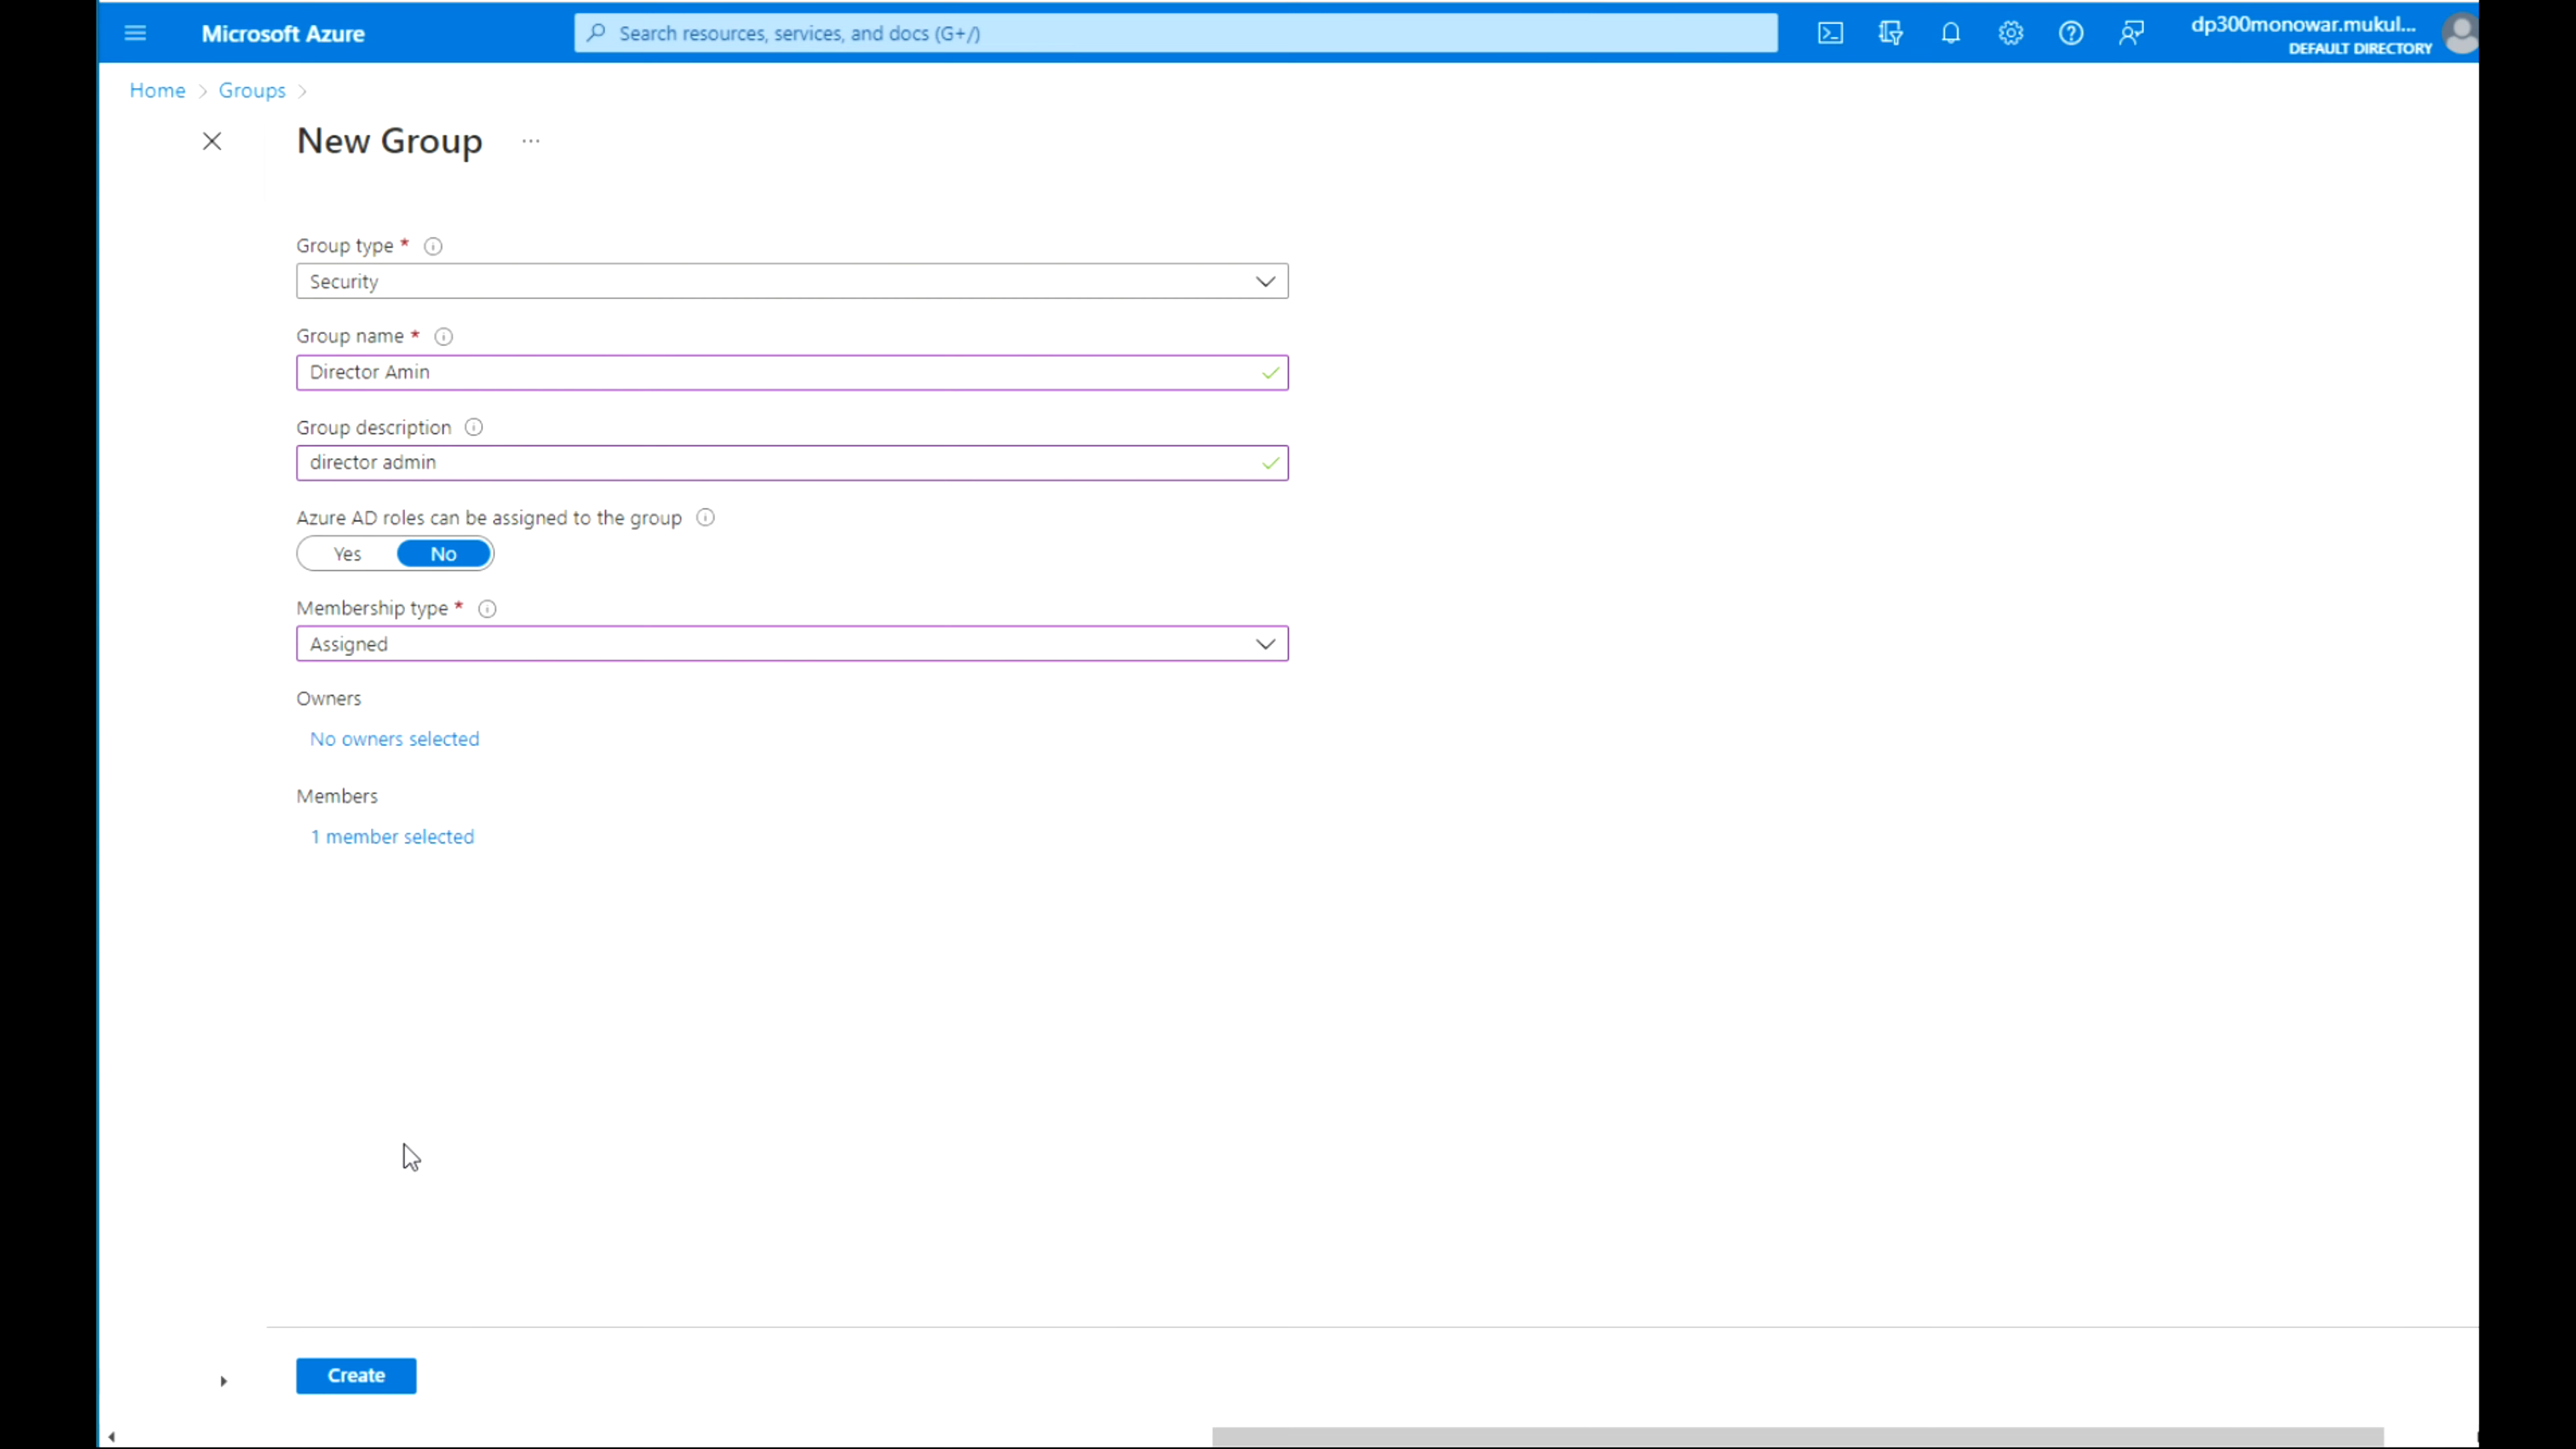 Microsoft Azure
Search resources, services, and docs (G+/)
dp300monowar.mukul...
DEFAULT DIRECTORY
Home > Groups >
New Group ...
Group type *
Security
Group name *
Director Amin
Group description
director admin
Azure AD roles can be assigned to the group
Yes No
Membership type *
Assigned
Owners
No owners selected
Members
1 member selected
Create